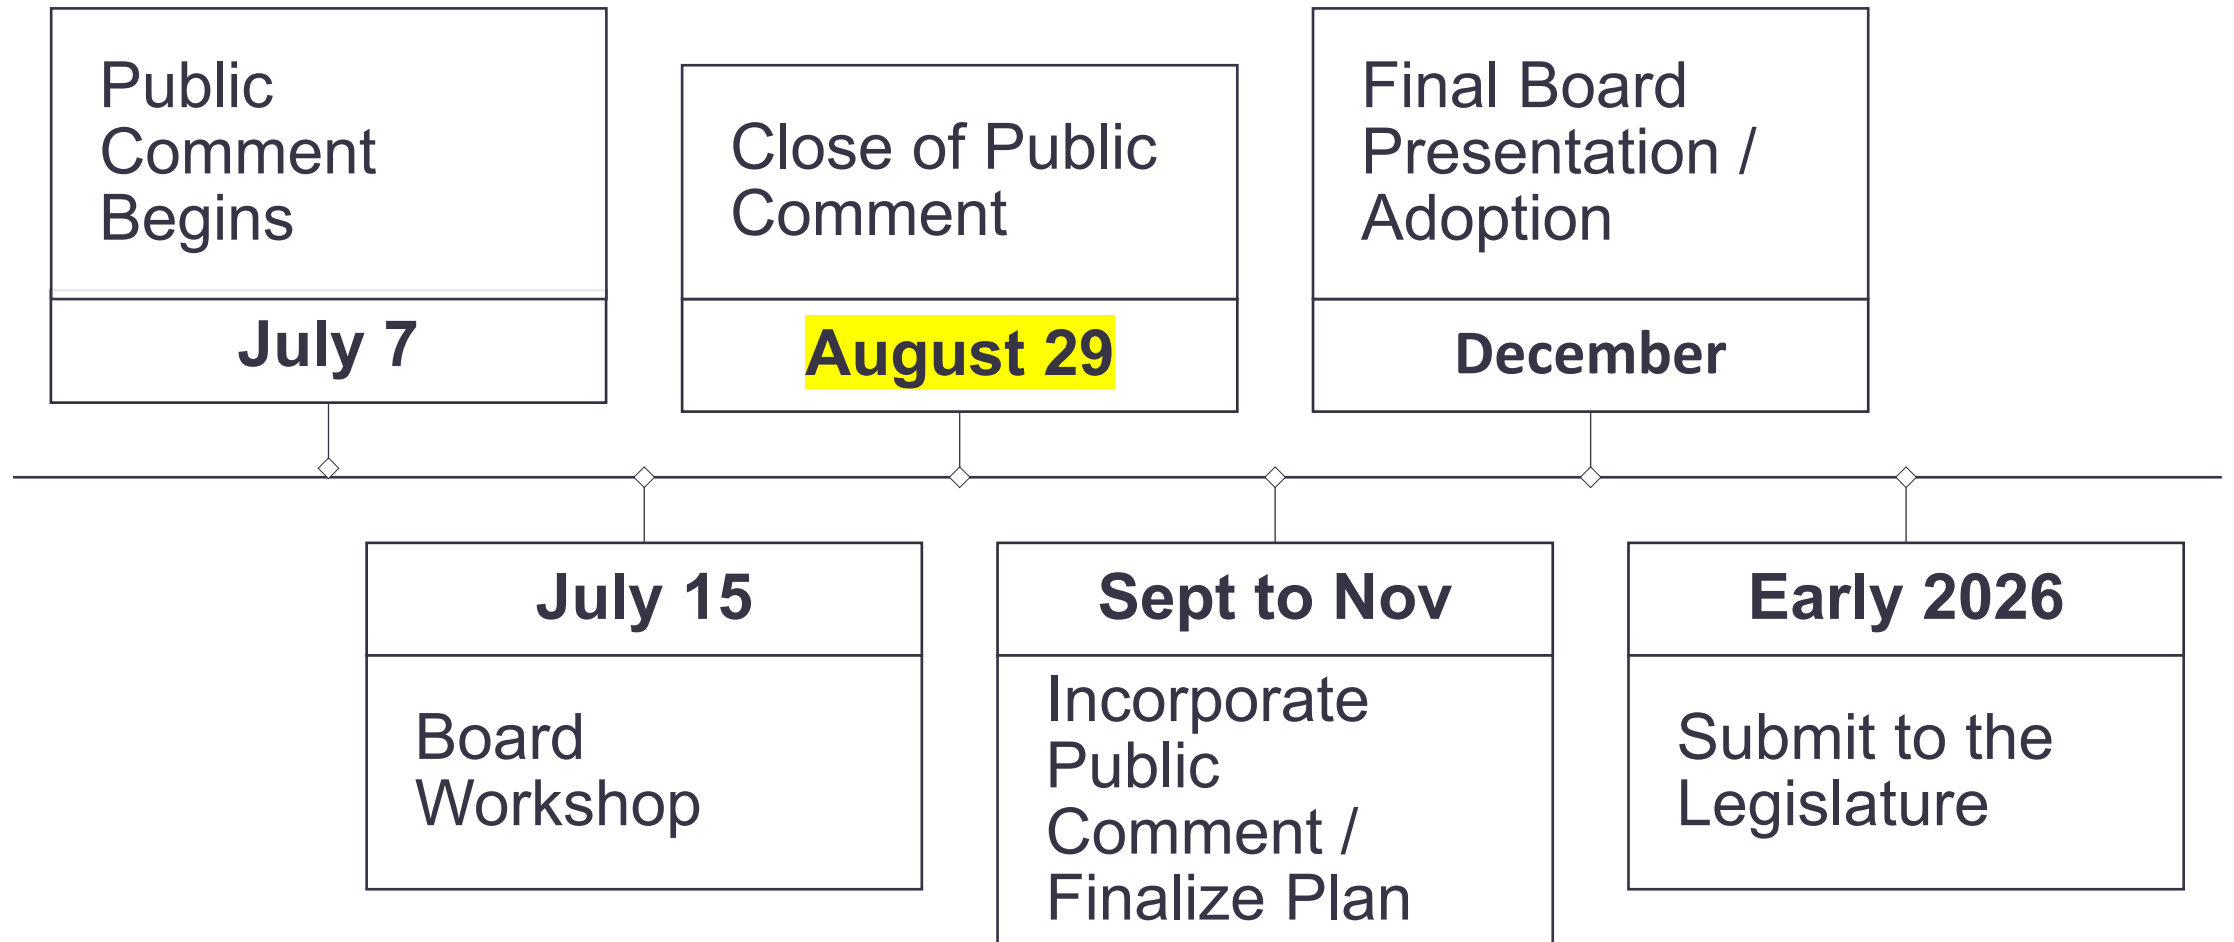 Public
Comment
Begins
July 7
July 15
Board
Workshop
Close of Public
Comment
August 29
Sept to Nov
Incorporate
Public
Comment /
Finalize Plan
Final Board
Presentation /
Adoption
December
Early 2026
Submit to the
Legislature